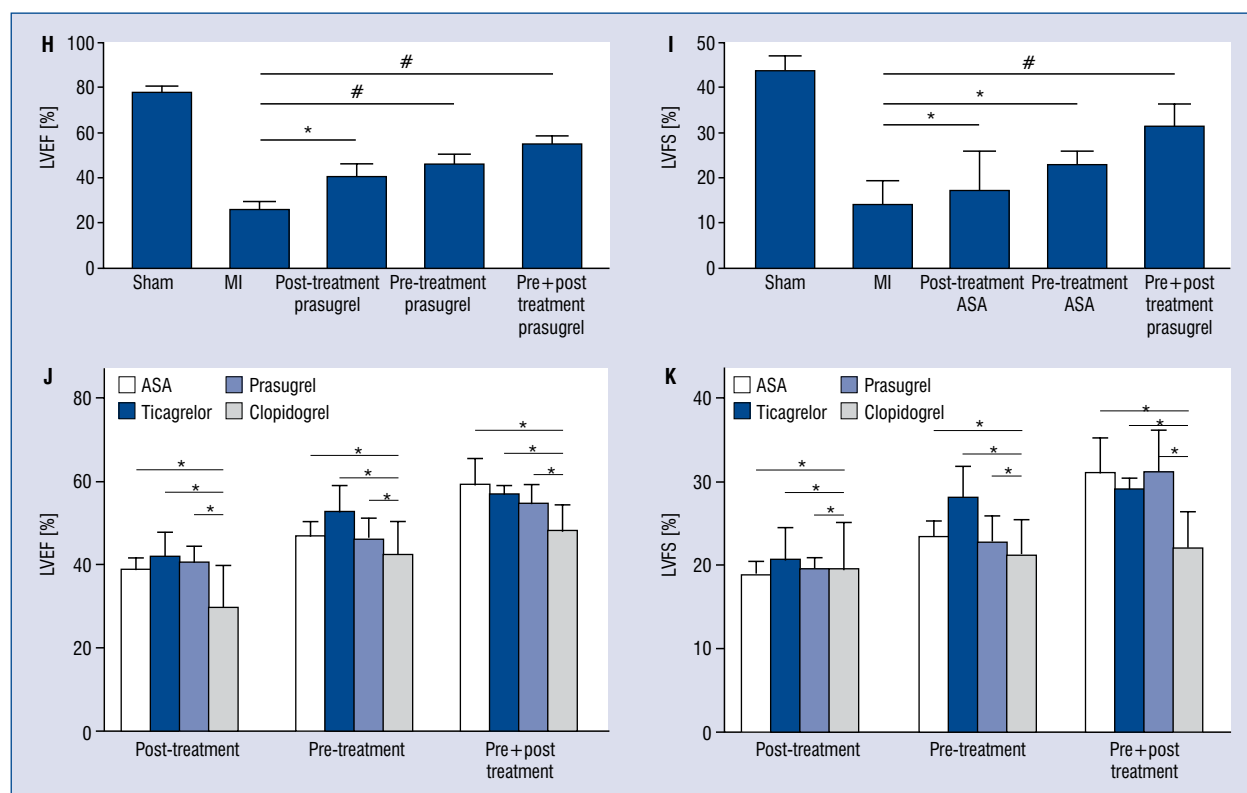 H
LVEF [%]
100
80
60
40
20
0
#
#
*
Sham
MI
Post-treatment
prasugrel
Pre-treatment
prasugrel
Pre+post
treatment
prasugrel
I
LVFS [%]
50
40
30
20
10
0
#
*
*
Sham
MI
Post-treatment
ASA
Pre-treatment
ASA
Pre+post
treatment
prasugrel
J
LVEF [%]
80
60
40
20
0
ASA
Prasugrel
Ticagrelor
Clopidogrel
*
*
*
*
*
*
*
*
*
Post-treatment
Pre-treatment
Pre+post
treatment
K
LVFS [%]
40
30
20
10
0
ASA
Prasugrel
Ticagrelor
Clopidogrel
*
*
*
*
*
*
*
*
*
Post-treatment
Pre-treatment
Pre+post
treatment